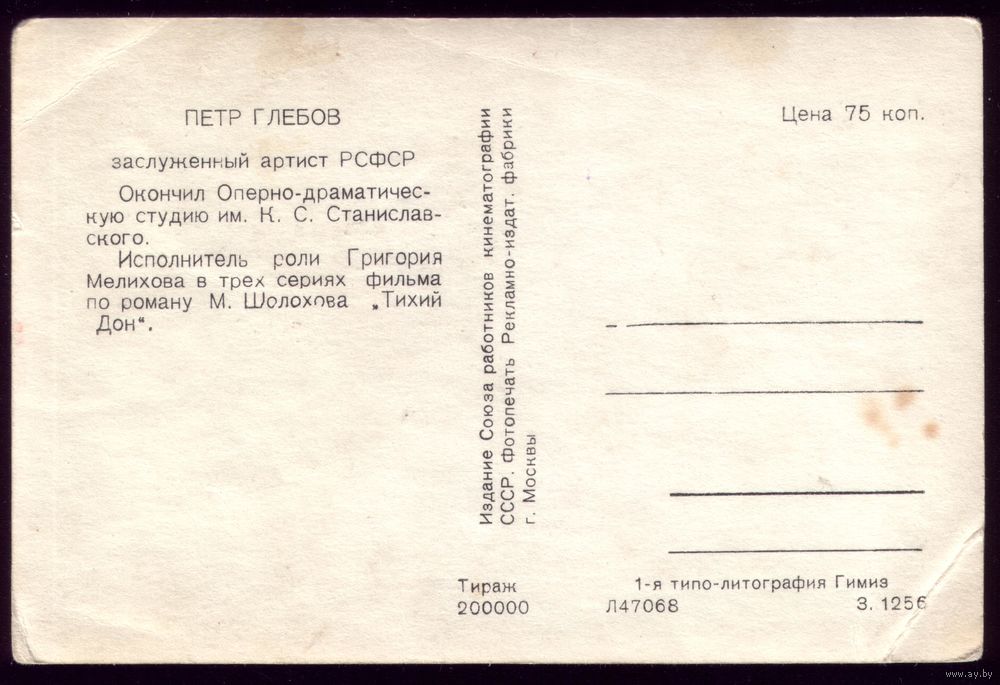 ПЕТР ГЛЕБОВ
заслуженный артист РСФСР
Окончил Оперно-драматичес-
кую студию им. К. С. Станислав-
ского.
Исполнитель роли Григория
Мелихова в трех сериях фильма
по роману М. Шолохова „Тихий
Дон“.
Издание Союза работников кинематографии
СССР. фотопечать Рекламно-издат. фабрики
г. Москвы
Цена 75 коп.
Тираж
200000
1-я типо-литография Гимиз
Л47068 З. 1256
www.ay.by